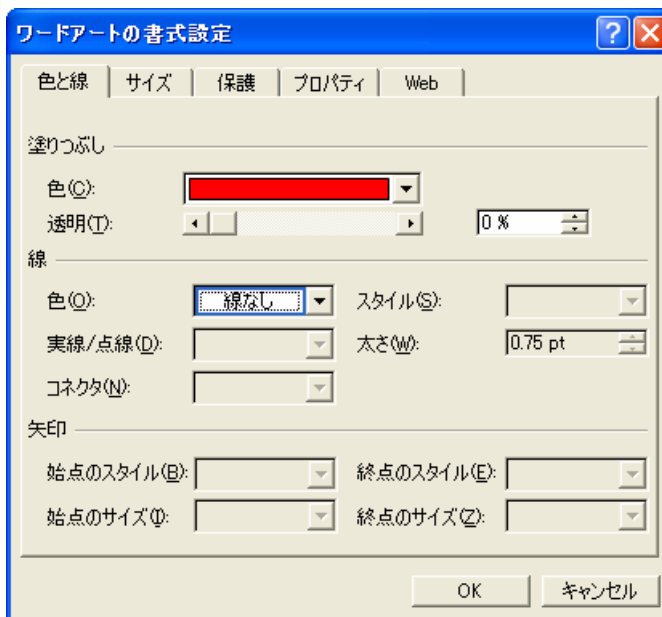 ワードアートの書式設定
色と線 サイズ 保護 プロパティ Web
塗りつぶし
色(C):
透明(T): 0 %
線
色(O): 線なし スタイル(S):
実線/点線(D): 太さ(W): 0.75 pt
コネクタ(N):
矢印
始点のスタイル(B): 終点のスタイル(E):
始点のサイズ(I): 終点のサイズ(Z):
OK キャンセル